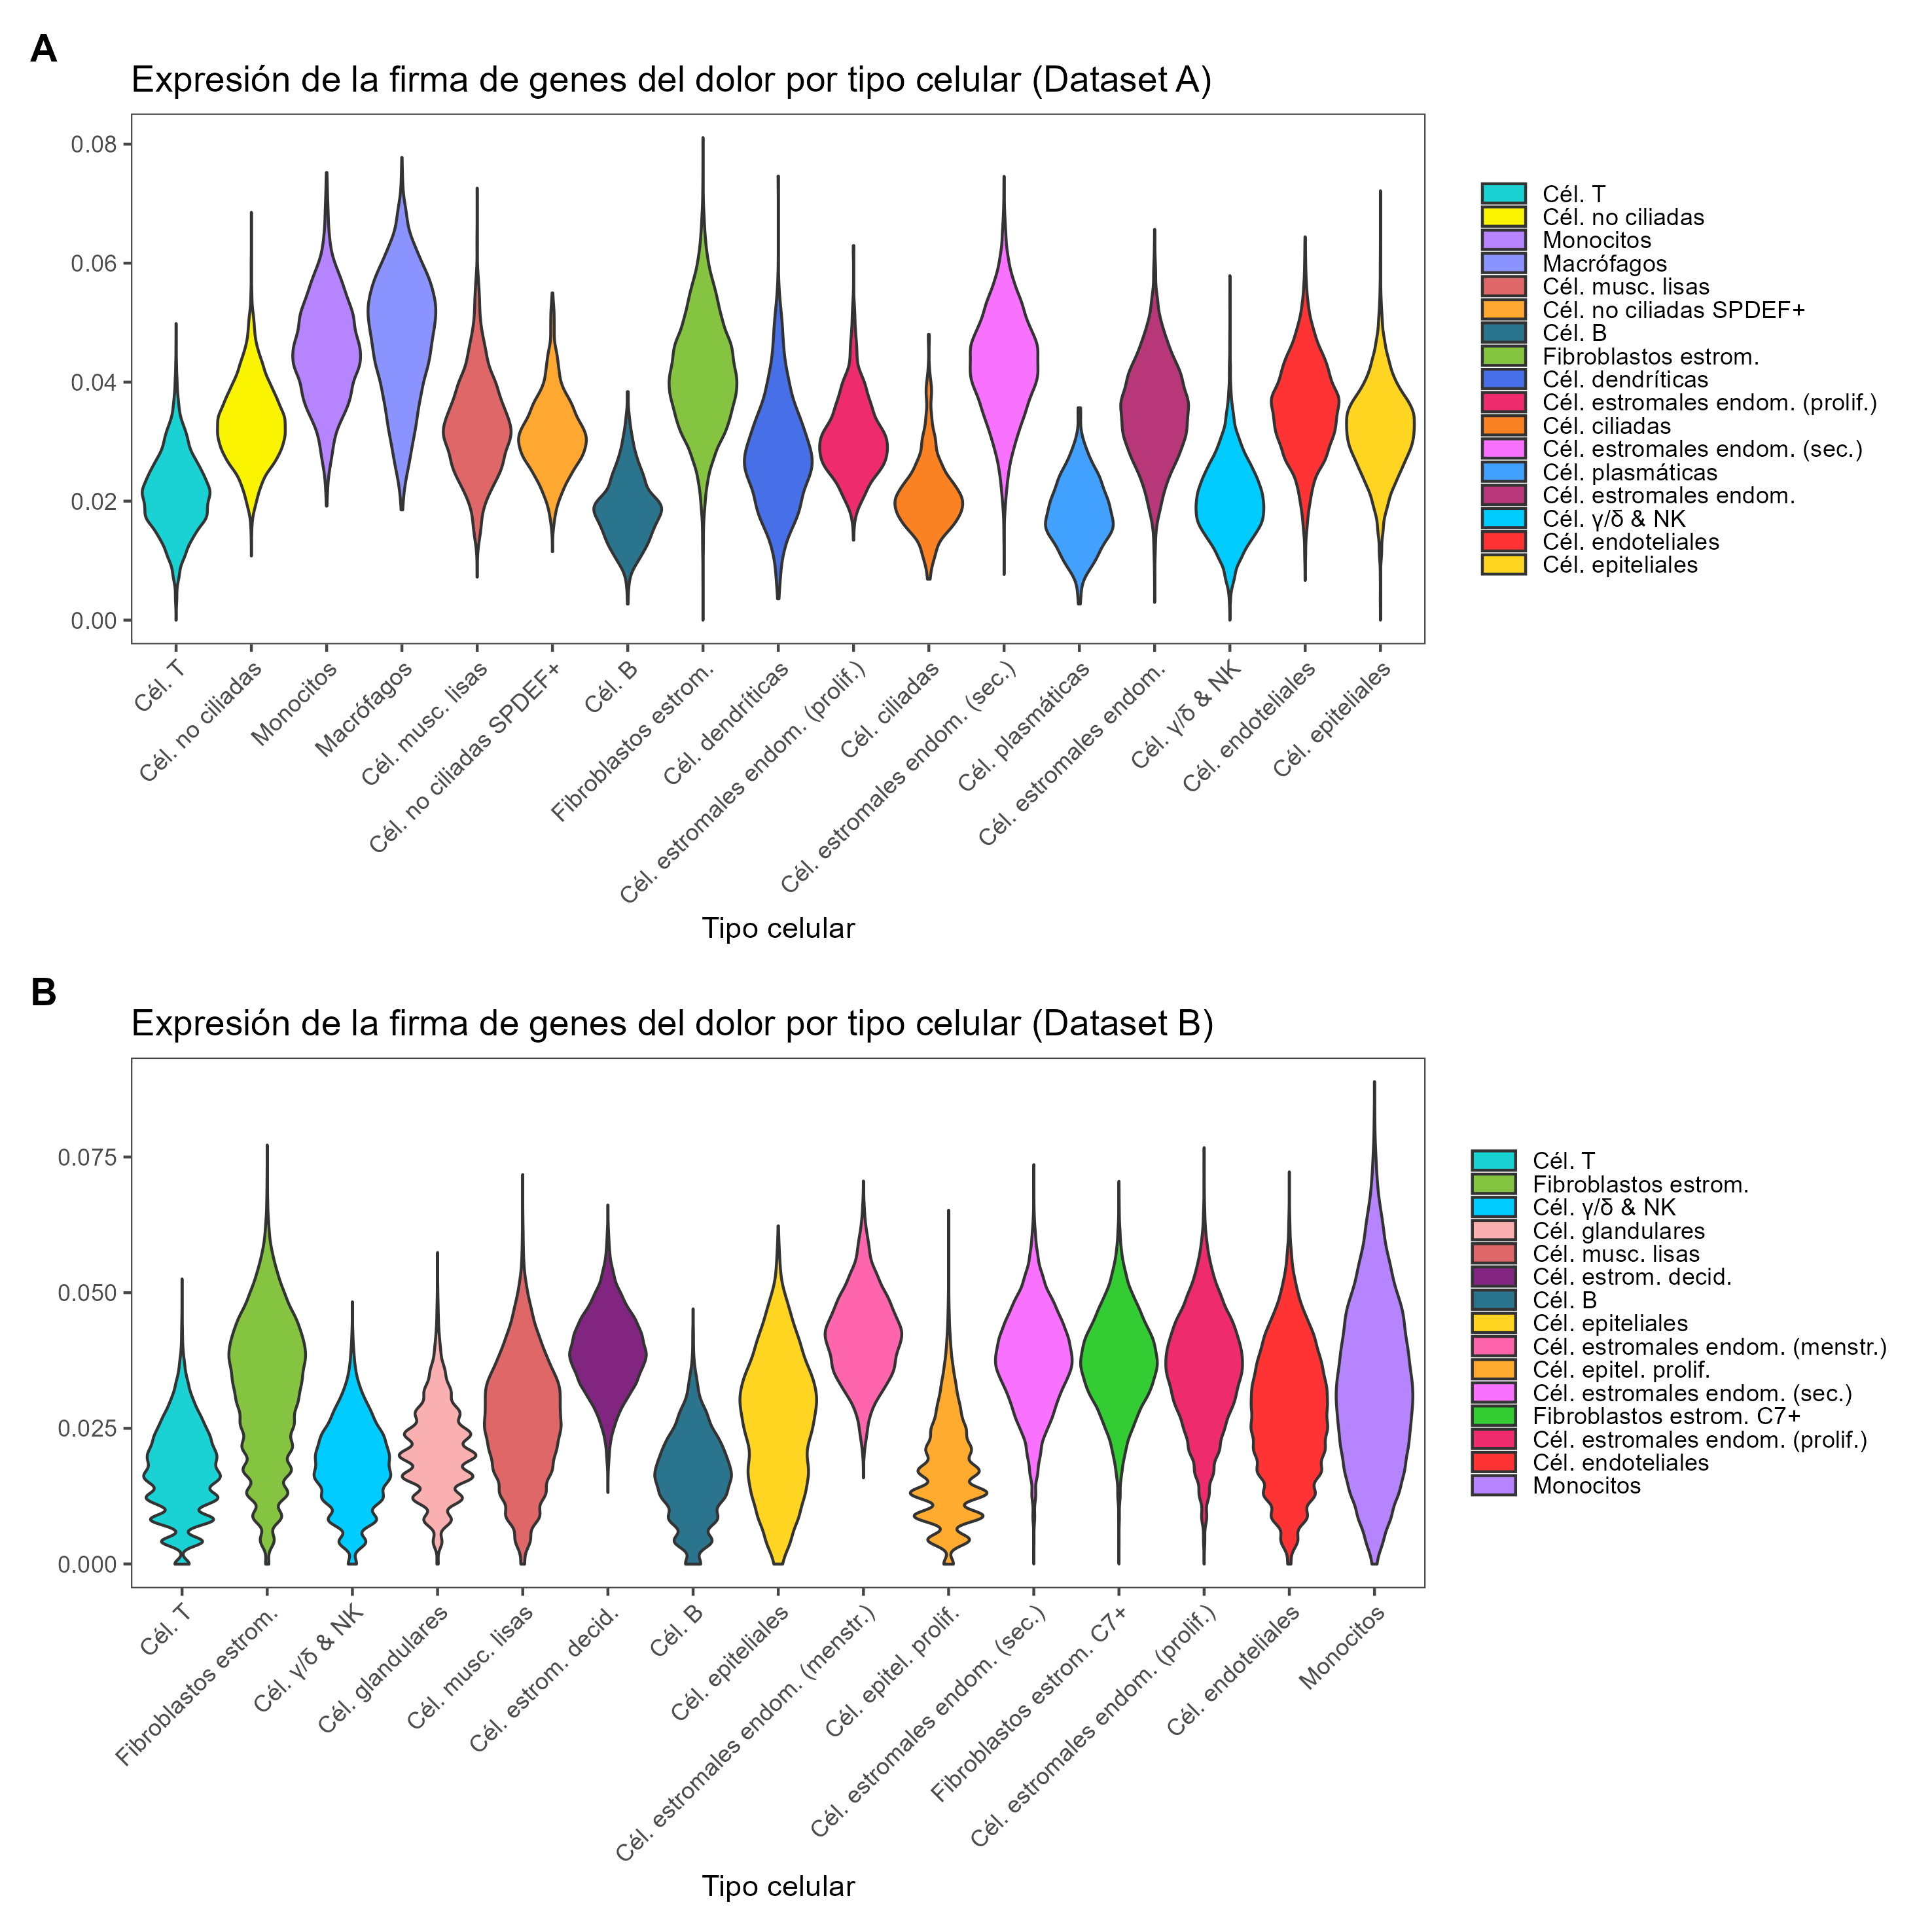 A
Expresión de la firma de genes del dolor por tipo celular (Dataset A)
0.08
0.06
0.04
0.02
0.00
Cél. T
Cél. no ciliadas
Monocitos
Macrófagos
Cél. musc. lisas
Cél. no ciliadas SPDEF+
Cél. B
Fibroblastos estrom.
Cél. dendríticas
Cél. estromales endom. (prolif.)
Cél. ciliadas
Cél. estromales endom. (sec.)
Cél. plasmáticas
Cél. estromales endom.
Cél. γ/δ & NK
Cél. endoteliales
Cél. epiteliales
Tipo celular
Cél. T
Cél. no ciliadas
Monocitos
Macrófagos
Cél. musc. lisas
Cél. no ciliadas SPDEF+
Cél. B
Fibroblastos estrom.
Cél. dendríticas
Cél. estromales endom. (prolif.)
Cél. ciliadas
Cél. estromales endom. (sec.)
Cél. plasmáticas
Cél. estromales endom.
Cél. γ/δ & NK
Cél. endoteliales
Cél. epiteliales
B
Expresión de la firma de genes del dolor por tipo celular (Dataset B)
0.075
0.050
0.025
0.000
Cél. T
Fibroblastos estrom.
Cél. γ/δ & NK
Cél. glandulares
Cél. musc. lisas
Cél. estrom. decid.
Cél. B
Cél. epiteliales
Cél. estromales endom. (menstr.)
Cél. epitel. prolif.
Cél. estromales endom. (sec.)
Fibroblastos estrom. C7+
Cél. estromales endom. (prolif.)
Cél. endoteliales
Monocitos
Tipo celular
Cél. T
Fibroblastos estrom.
Cél. γ/δ & NK
Cél. glandulares
Cél. musc. lisas
Cél. estrom. decid.
Cél. B
Cél. epiteliales
Cél. estromales endom. (menstr.)
Cél. epitel. prolif.
Cél. estromales endom. (sec.)
Fibroblastos estrom. C7+
Cél. estromales endom. (prolif.)
Cél. endoteliales
Monocitos